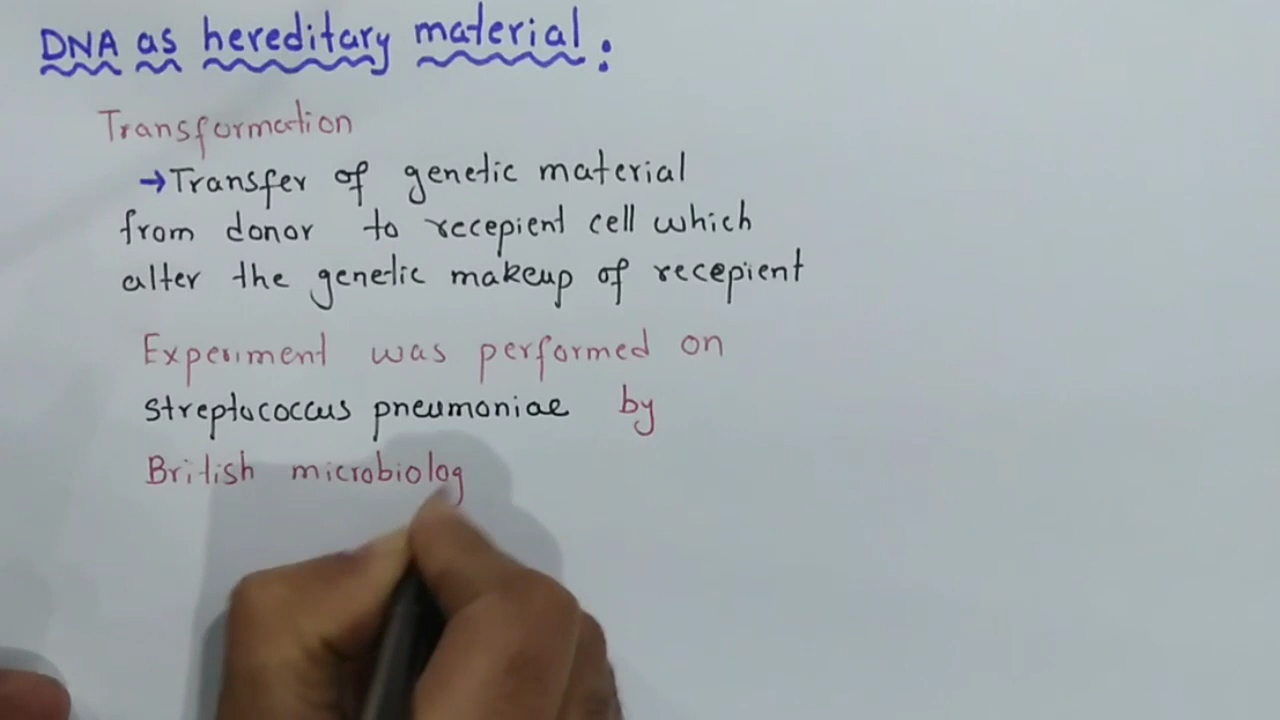 DNA as hereditary material:
Transformation
→Transfer of genetic material
from donor to recepient cell which
alter the genetic makeup of recepient
Experiment was performed on
streptococcus pneumoniae by
British microbiolog